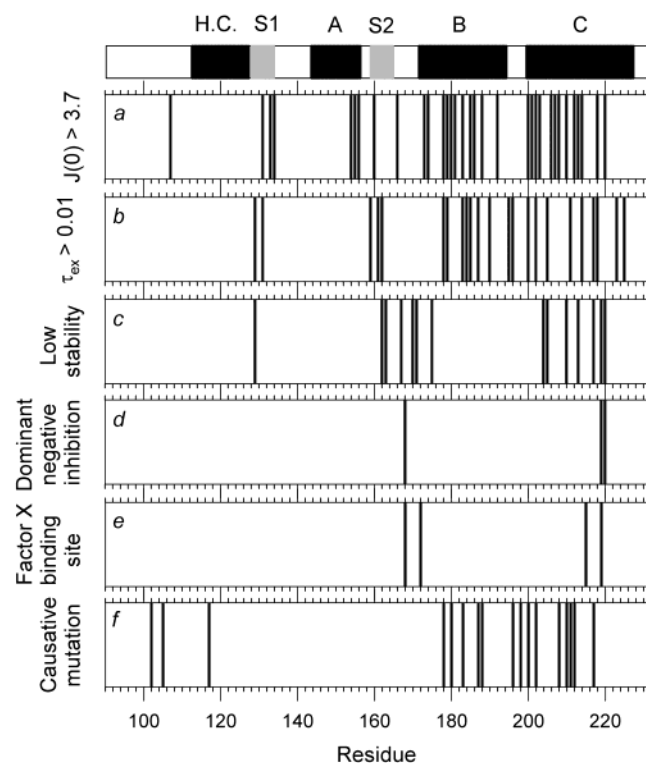 H.C. S1 A S2 B C
a
J(0) > 3.7
b
τex > 0.01
c
Low
stability
d
Dominant
negative
inhibition
e
Factor X
binding
site
f
Causative
mutation
100 120 140 160 180 200 220
Residue